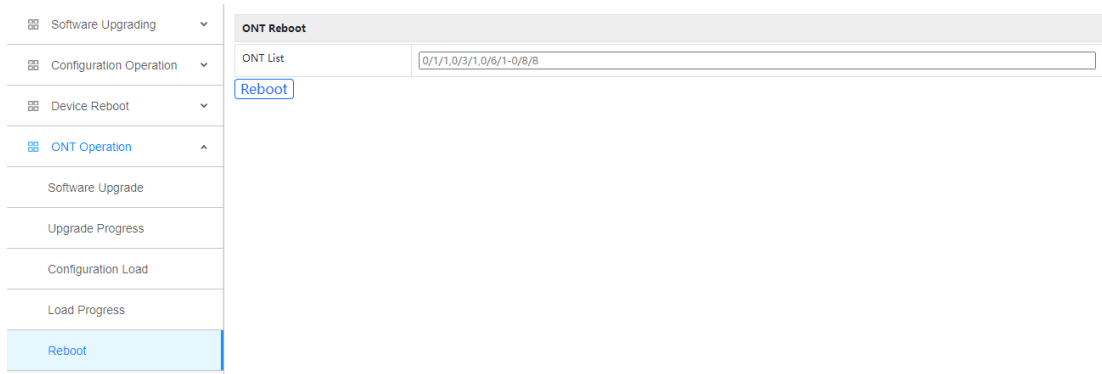 Software Upgrading
Configuration Operation
Device Reboot
ONT Operation
Software Upgrade
Upgrade Progress
Configuration Load
Load Progress
Reboot
ONT Reboot
ONT List
0/1/1,0/3/1,0/6/1-0/8/8
Reboot